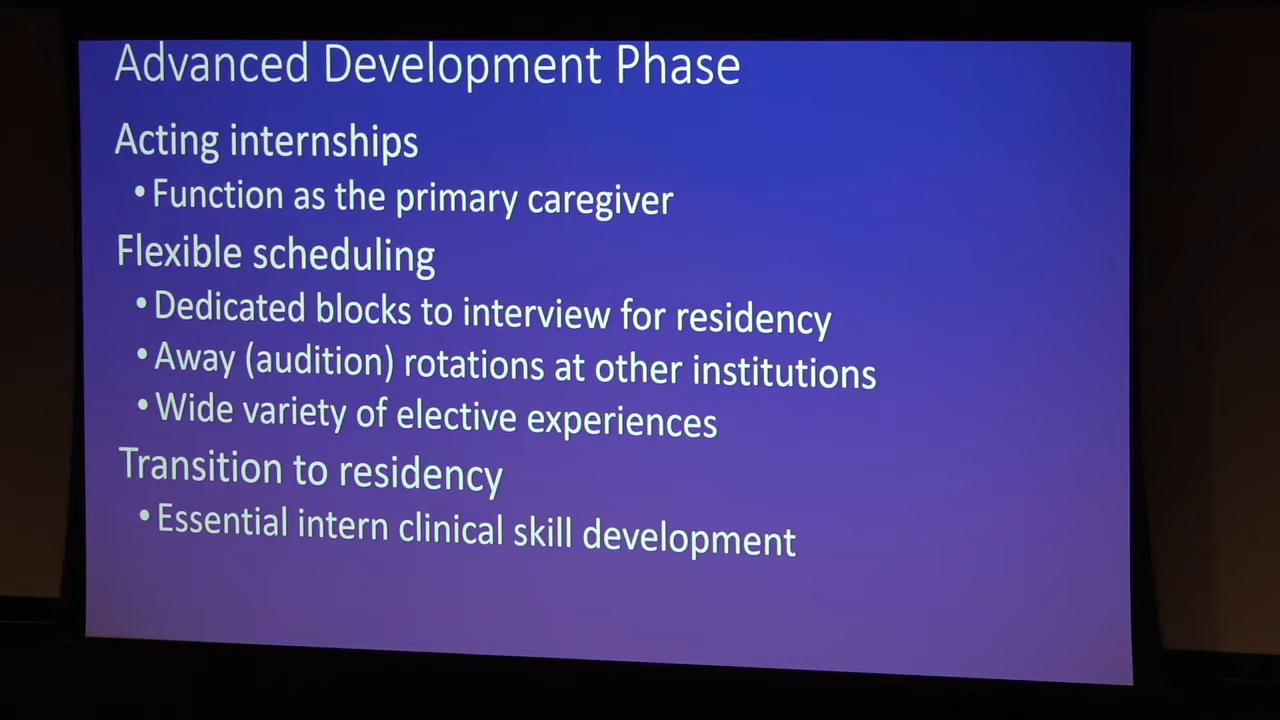 Advanced Development Phase
Acting internships
• Function as the primary caregiver
Flexible scheduling
• Dedicated blocks to interview for residency
• Away (audition) rotations at other institutions
• Wide variety of elective experiences
Transition to residency
• Essential intern clinical skill development